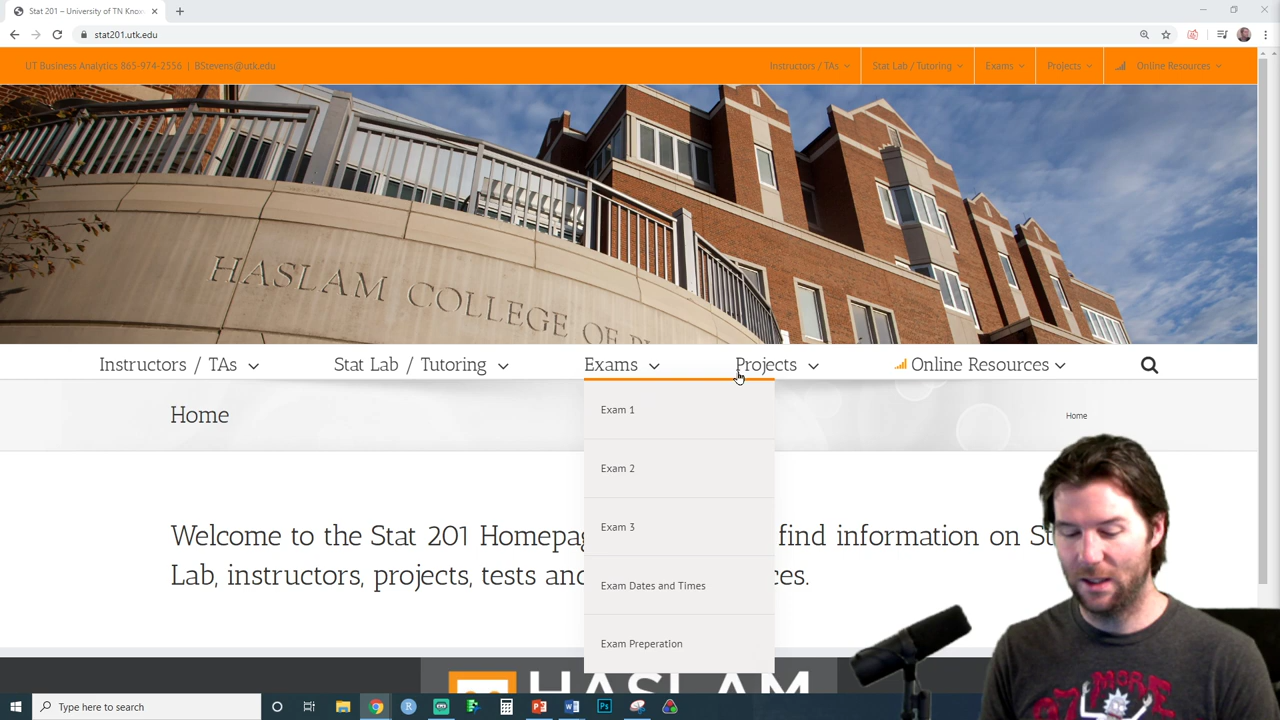 Stat 201 – University of TN Knox
stat201.utk.edu
UT Business Analytics 865-974-2556 | BStevens@utk.edu
Instructors / TAs
Stat Lab / Tutoring
Exams
Projects
Online Resources
HASLAM COLLEGE OF
Instructors / TAs
Stat Lab / Tutoring
Exams
Projects
Online Resources
Home
Home
Exam 1
Exam 2
Exam 3
Exam Dates and Times
Exam Preperation
Welcome to the Stat 201 Homepag find information on S
Lab, instructors, projects, tests and ces.
HASLAM
Type here to search